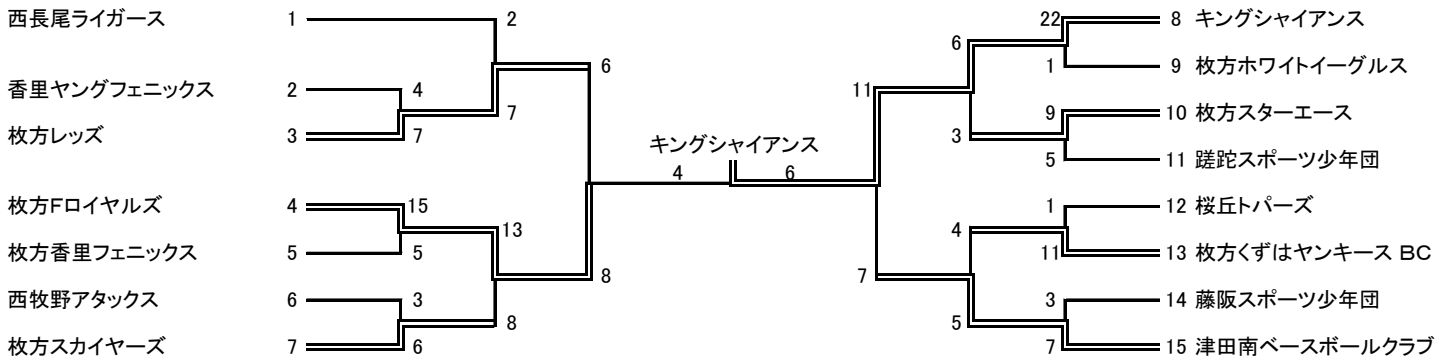 西長尾ライガース 1 2
22 8 キングシャイアンス
6
6
1 9 枚方ホワイトイーグルス
香里ヤングフェニックス 2 4
11
7
9 10 枚方スターエース
枚方レッズ 3 7
3
キングシャイアンス
5 11 蹉跎スポーツ少年団
4 6
枚方Fロイヤルズ 4 15
1 12 桜丘トパーズ
13
4
枚方香里フェニックス 5 5
11 13 枚方くずはヤンキース BC
8
7
西牧野アタックス 6 3
3 14 藤阪スポーツ少年団
8
5
枚方スカイヤーズ 7 6
7 15 津田南ベースボールクラブ